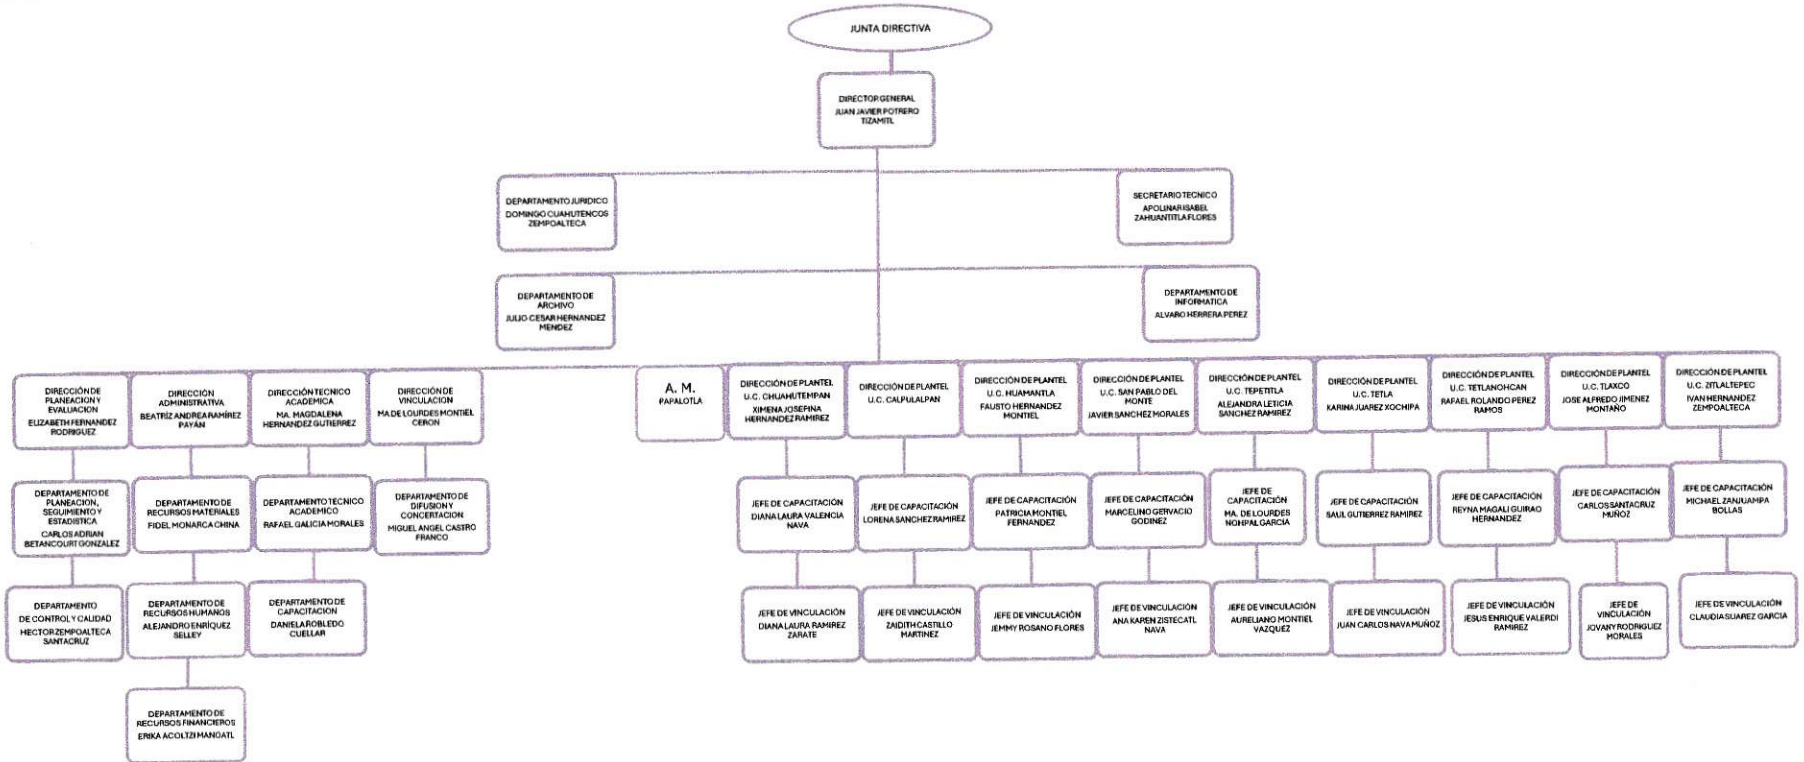 JUNTA DIRECTIVA
DIRECTOR GENERAL
JUAN JAVIER POTRERO
TIZAMITL
DEPARTAMENTO JURIDICO
DOMINGO CUAHUTENCOS
ZEMPOALTECA
SECRETARIO TECNICO
APOLINAR ISABEL
ZAHUANTITLA FLORES
DEPARTAMENTO DE
ARCHIVO
JULIO CESAR HERNANDEZ
MENDEZ
DEPARTAMENTO DE
INFORMATICA
ALVARO HERRERA PEREZ
DIRECCIÓN DE
PLANEACION Y
EVALUACION
ELIZABETH FERNANDEZ
RODRIGUEZ
DIRECCIÓN
ADMINISTRATIVA
BEATRÍZ ANDREA RAMÍREZ
PAYÁN
DIRECCIÓN TECNICO
ACADEMICA
MA. MAGDALENA
HERNANDEZ GUTIERREZ
DIRECCIÓN DE
VINCULACION
MA DE LOURDES MONTIEL
CERON
A. M.
PAPALOTLA
DIRECCIÓN DE PLANTEL
U.C. CHUAHUTEMPAN
XIMENA JOSEFINA
HERNANDEZ RAMIREZ
DIRECCIÓN DE PLANTEL
U.C. CALPULALPAN
DIRECCIÓN DE PLANTEL
U.C. HUAMANTLA
FAUSTO HERNANDEZ
MONTIEL
DIRECCIÓN DE PLANTEL
U.C. SAN PABLO DEL
MONTE
JAVIER SANCHEZ MORALES
DIRECCIÓN DE PLANTEL
U.C. TEPETITLA
ALEJANDRA LETICIA
SANCHEZ RAMIREZ
DIRECCIÓN DE PLANTEL
U.C. TETLA
KARINA JUAREZ XOCHIPA
DIRECCIÓN DE PLANTEL
U.C. TETLANOHCAN
RAFAEL ROLANDO PEREZ
RAMOS
DIRECCIÓN DE PLANTEL
U.C. TLAXCO
JOSE ALFREDO JIMENEZ
MONTAÑO
DIRECCIÓN DE PLANTEL
U.C. ZITLALTEPEC
IVAN HERNANDEZ
ZEMPOALTECA
DEPARTAMENTO DE
PLANEACION,
SEGUIMIENTO Y
ESTADISTICA
CARLOS ADRIAN
BETANCOURT GONZALEZ
DEPARTAMENTO DE
RECURSOS MATERIALES
FIDEL MONARCA CHINA
DEPARTAMENTO TECNICO
ACADEMICO
RAFAEL GALICIA MORALES
DEPARTAMENTO DE
DIFUSION Y
CONCERTACION
MIGUEL ANGEL CASTRO
FRANCO
JEFE DE CAPACITACIÓN
DIANA LAURA VALENCIA
NAVA
JEFE DE CAPACITACIÓN
LORENA SANCHEZ RAMIREZ
JEFE DE CAPACITACIÓN
PATRICIA MONTIEL
FERNANDEZ
JEFE DE CAPACITACIÓN
MARCELINO GERVACIO
GODINEZ
JEFE DE
CAPACITACIÓN
MA. DE LOURDES
NOHPAL GARCIA
JEFE DE CAPACITACIÓN
SAUL GUTIERREZ RAMIREZ
JEFE DE CAPACITACIÓN
REYNA MAGALI GUIRAO
HERNANDEZ
JEFE DE CAPACITACIÓN
CARLOS SANTACRUZ
MUÑOZ
JEFE DE CAPACITACIÓN
MICHAEL ZANJUAMPA
BOLLAS
DEPARTAMENTO
DE CONTROL Y CALIDAD
HECTOR ZEMPOALTECA
SANTACRUZ
DEPARTAMENTO DE
RECURSOS HUMANOS
ALEJANDRO ENRÍQUEZ
SELLEY
DEPARTAMENTO DE
CAPACITACION
DANIELA ROBLEDO
CUELLAR
JEFE DE VINCULACIÓN
DIANA LAURA RAMIREZ
ZARATE
JEFE DE VINCULACIÓN
ZAIDITH CASTILLO
MARTINEZ
JEFE DE VINCULACIÓN
JEMMY ROSANO FLORES
JEFE DE VINCULACIÓN
ANA KAREN ZISTECATL
NAVA
JEFE DE VINCULACIÓN
AURELIANO MONTIEL
VAZQUEZ
JEFE DE VINCULACIÓN
JUAN CARLOS NAVA MUÑOZ
JEFE DE VINCULACIÓN
JESUS ENRIQUE VALERDI
RAMIREZ
JEFE DE
VINCULACIÓN
JOVANY RODRIGUEZ
MORALES
JEFE DE VINCULACIÓN
CLAUDIA SUAREZ GARCIA
DEPARTAMENTO DE
RECURSOS FINANCIEROS
ERIKA ACOLTZI MANOATL